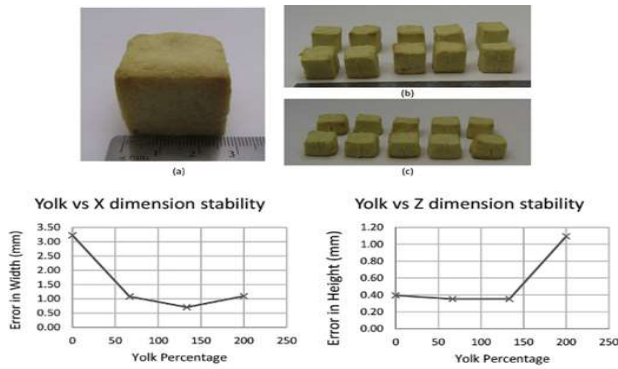 1 2 3
(a)
(b)
(c)
Yolk vs X dimension stability
Error in Width (mm)
3.50
3.00
2.50
2.00
1.50
1.00
0.50
0.00
0 50 100 150 200 250
Yolk Percentage
Yolk vs Z dimension stability
Error in Height (mm)
1.20
1.00
0.80
0.60
0.40
0.20
0.00
0 50 100 150 200 250
Yolk Percentage